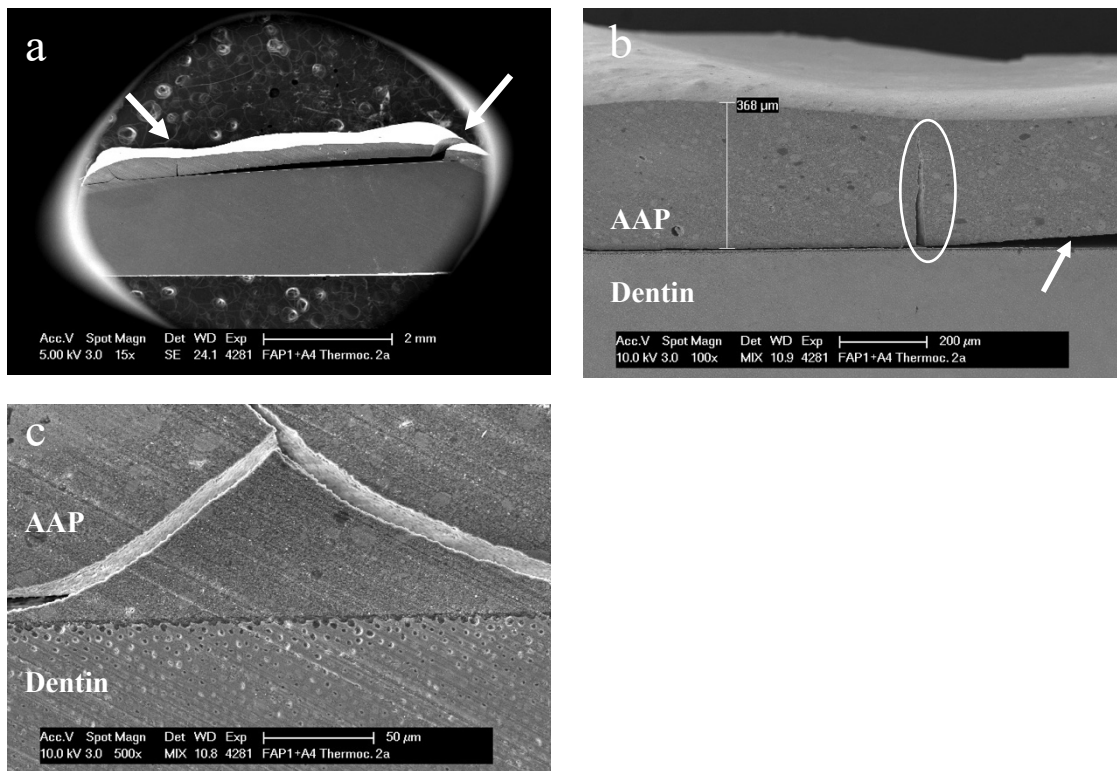 a
Acc.V Spot Magn Det WD Exp 2 mm
5.00 kV 3.0 15x SE 24.1 4281 FAP1+A4 Thermoc. 2a
b
368 µm
AAP
Dentin
Acc.V Spot Magn Det WD Exp 200 µm
10.0 kV 3.0 100x MIX 10.9 4281 FAP1+A4 Thermoc. 2a
c
AAP
Dentin
Acc.V Spot Magn Det WD Exp 50 µm
10.0 kV 3.0 500x MIX 10.8 4281 FAP1+A4 Thermoc. 2a